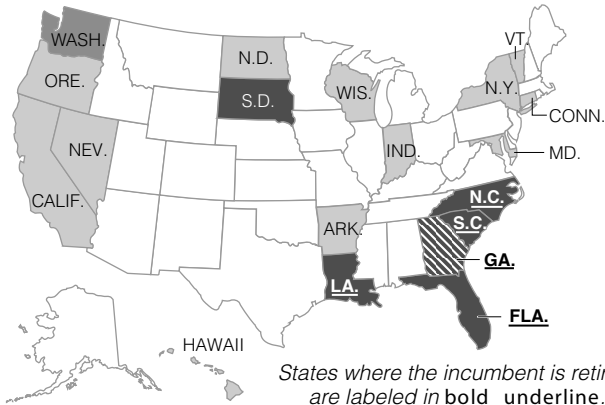 WASH.
VT.
N.D.
ORE.
WIS.
N.Y.
S.D.
CONN.
NEV.
IND.
MD.
CALIF.
N.C.
ARK.
S.C.
GA.
LA.
FLA.
HAWAII
States where the incumbent is retir
are labeled in bold underline.